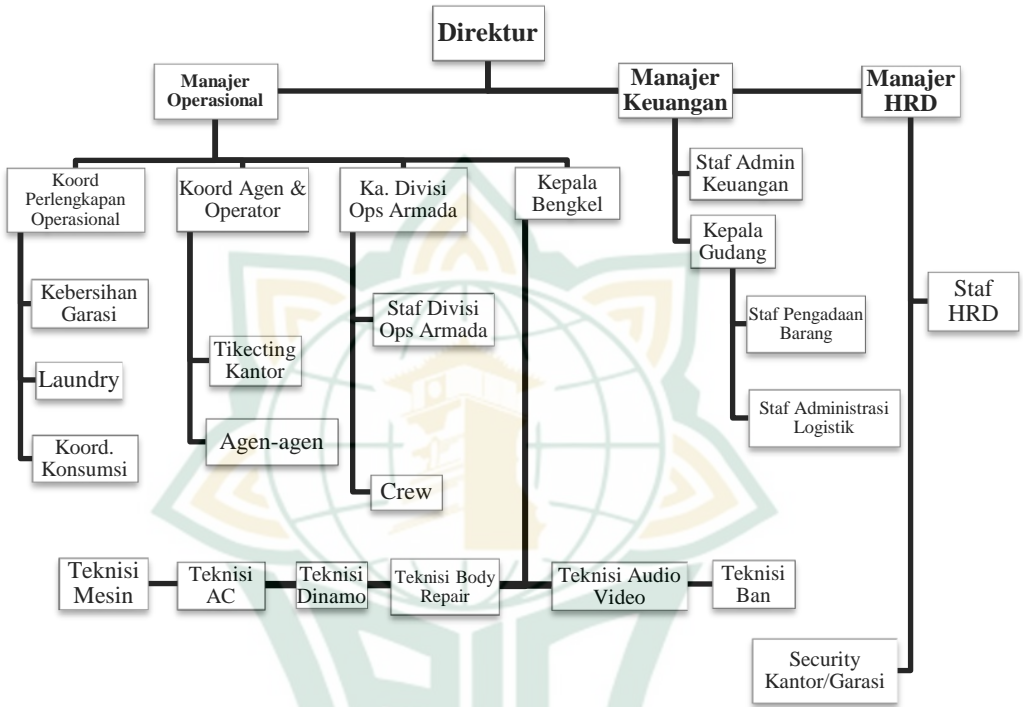 Direktur
Manajer
Operasional
Manajer
Keuangan
Manajer
HRD
Koord
Perlengkapan
Operasional
Koord Agen &
Operator
Ka. Divisi
Ops Armada
Kepala
Bengkel
Staf Admin
Keuangan
Kepala
Gudang
Kebersihan
Garasi
Staf Divisi
Ops Armada
Staf Pengadaan
Barang
Staf
HRD
Tikecting
Kantor
Laundry
Staf Administrasi
Logistik
Koord.
Konsumsi
Agen-agen
Crew
Teknisi
Mesin
Teknisi
AC
Teknisi
Dinamo
Teknisi Body
Repair
Teknisi Audio
Video
Teknisi
Ban
Security
Kantor/Garasi